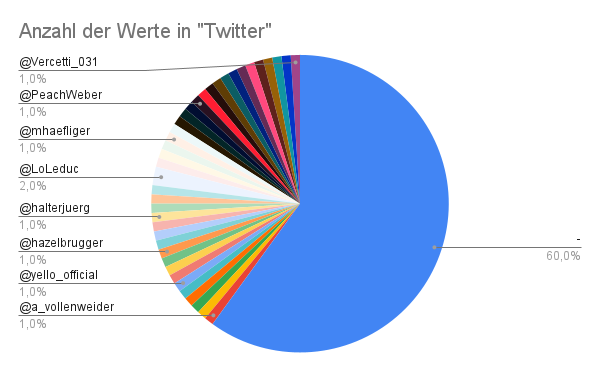 Anzahl der Werte in "Twitter"
@Vercetti_031
1,0%
@PeachWeber
1,0%
@mhaefliger
1,0%
@LoLeduc
2,0%
@halterjuerg
1,0%
@hazelbrugger
1,0%
@yello_official
1,0%
@a_vollenweider
1,0%
-
60,0%